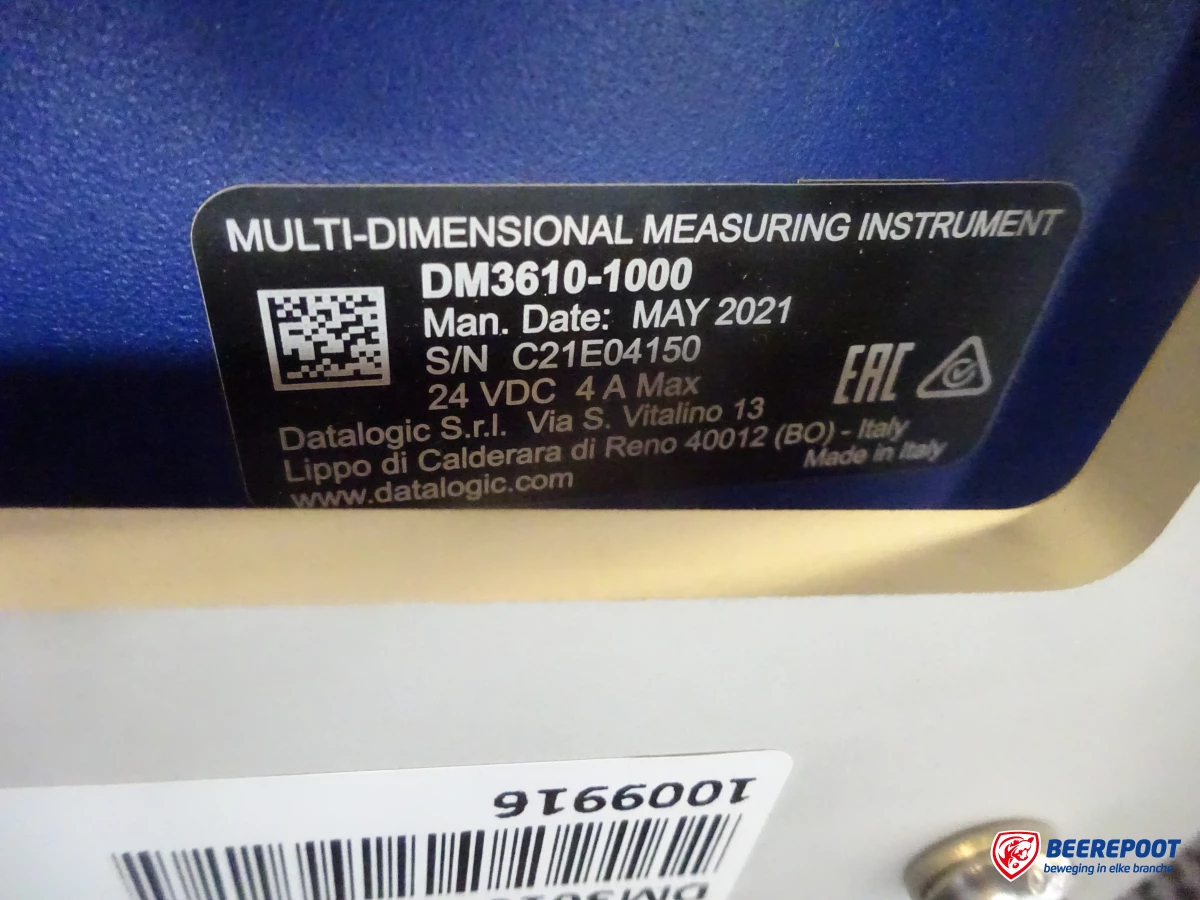 MULTI-DIMENSIONAL MEASURING INSTRUMENT
DM3610-1000
Man. Date: MAY 2021
S/N C21E04150
24 VDC 4 A Max
EAC
Datalogic S.r.l. Via S. Vitalino 13
Lippo di Calderara di Reno 40012 (BO) - Italy
Made in Italy
www.datalogic.com
1009916
BEEREPOOT
beweging in elke branche